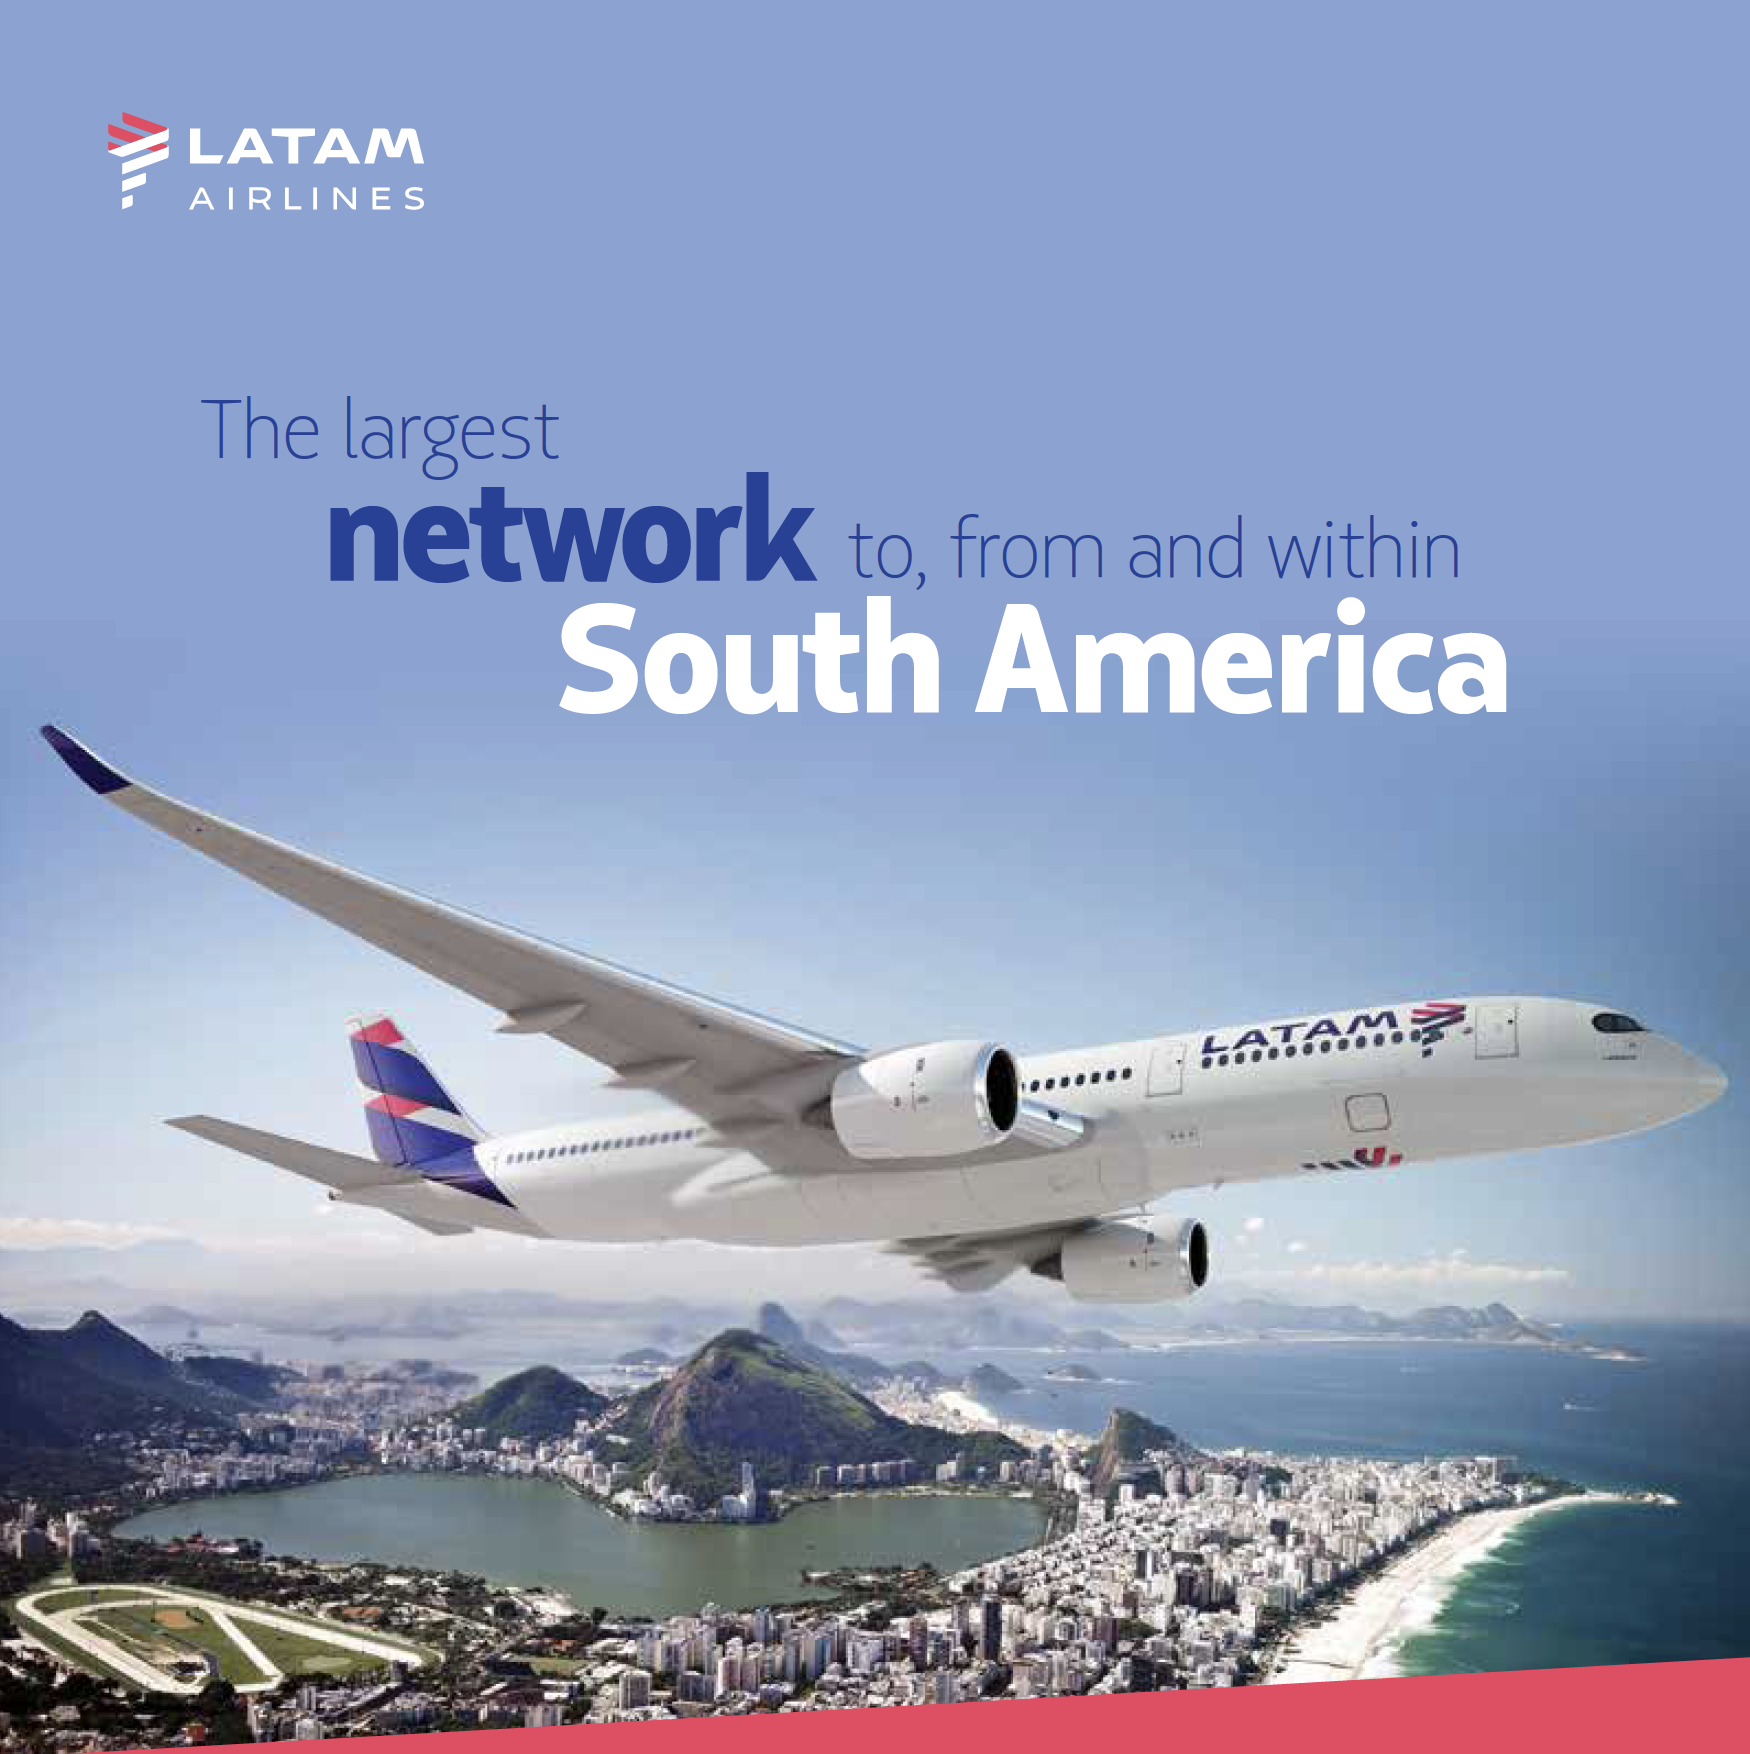 LATAM
AIRLINES
The largest
network to, from and within
South America
LATAM